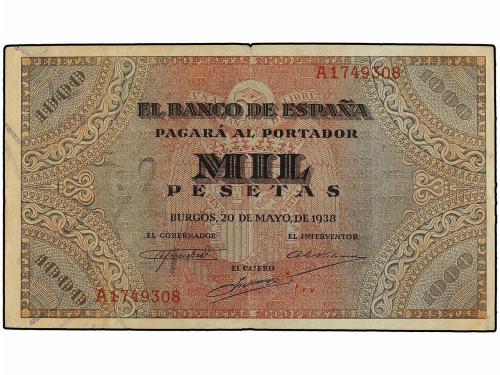 A1749308
1000 1000
EL BANCO DE ESPAÑA
PAGARÁ AL PORTADOR
MIL
PESETAS
BURGOS, 20 DE MAYO, DE 1938
EL GOBERNADOR EL INTERVENTOR
EL CAJERO
A1749308
1000 1000